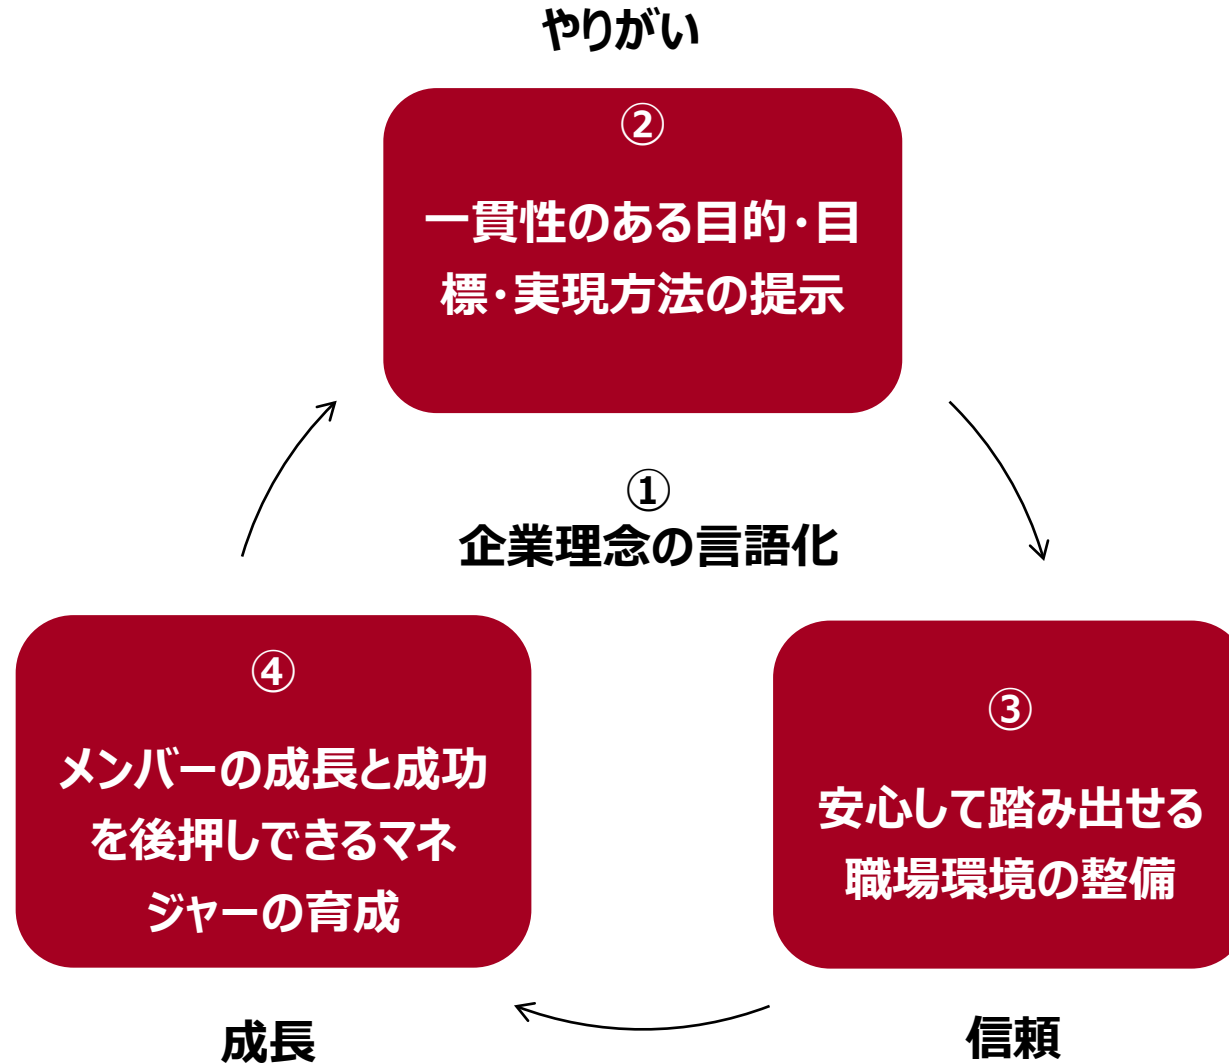 やりがい
②
一貫性のある目的・目
標・実現方法の提示
①
企業理念の言語化
④
メンバーの成長と成功
を後押しできるマネ
ジャーの育成
③
安心して踏み出せる
職場環境の整備
成長
信頼